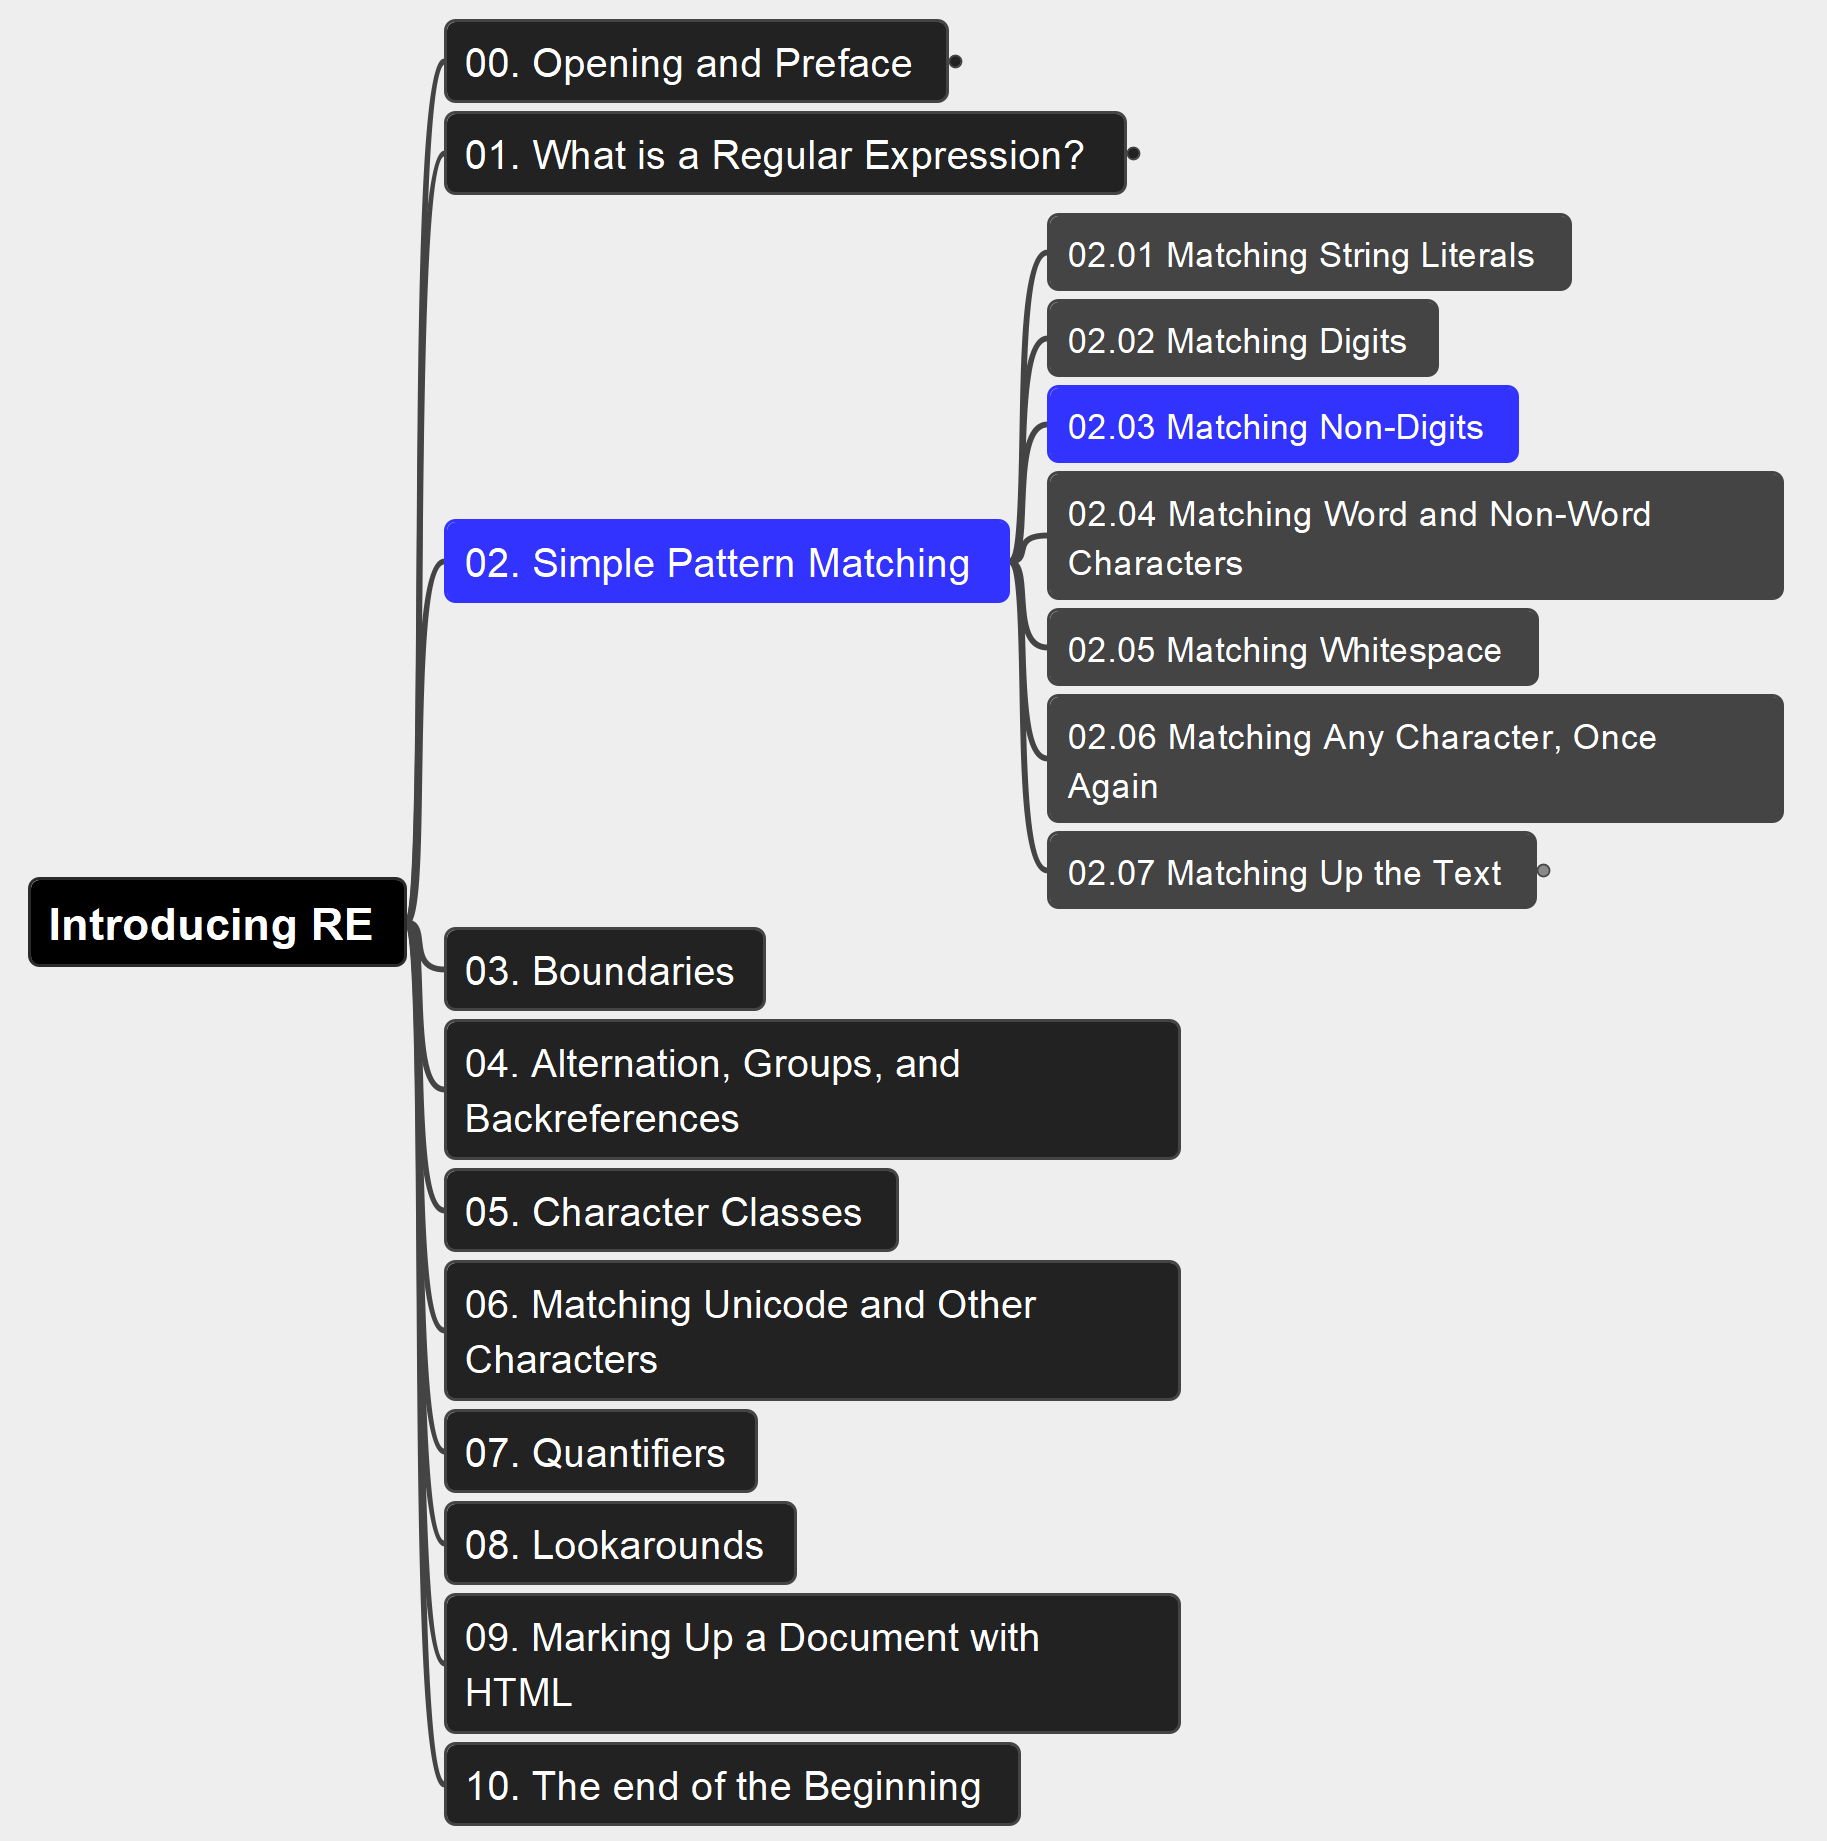 00. Opening and Preface
01. What is a Regular Expression?
02.01 Matching String Literals
02.02 Matching Digits
02.03 Matching Non-Digits
02.04 Matching Word and Non-Word
Characters
02. Simple Pattern Matching
02.05 Matching Whitespace
02.06 Matching Any Character, Once
Again
02.07 Matching Up the Text
Introducing RE
03. Boundaries
04. Alternation, Groups, and
Backreferences
05. Character Classes
06. Matching Unicode and Other
Characters
07. Quantifiers
08. Lookarounds
09. Marking Up a Document with
HTML
10. The end of the Beginning